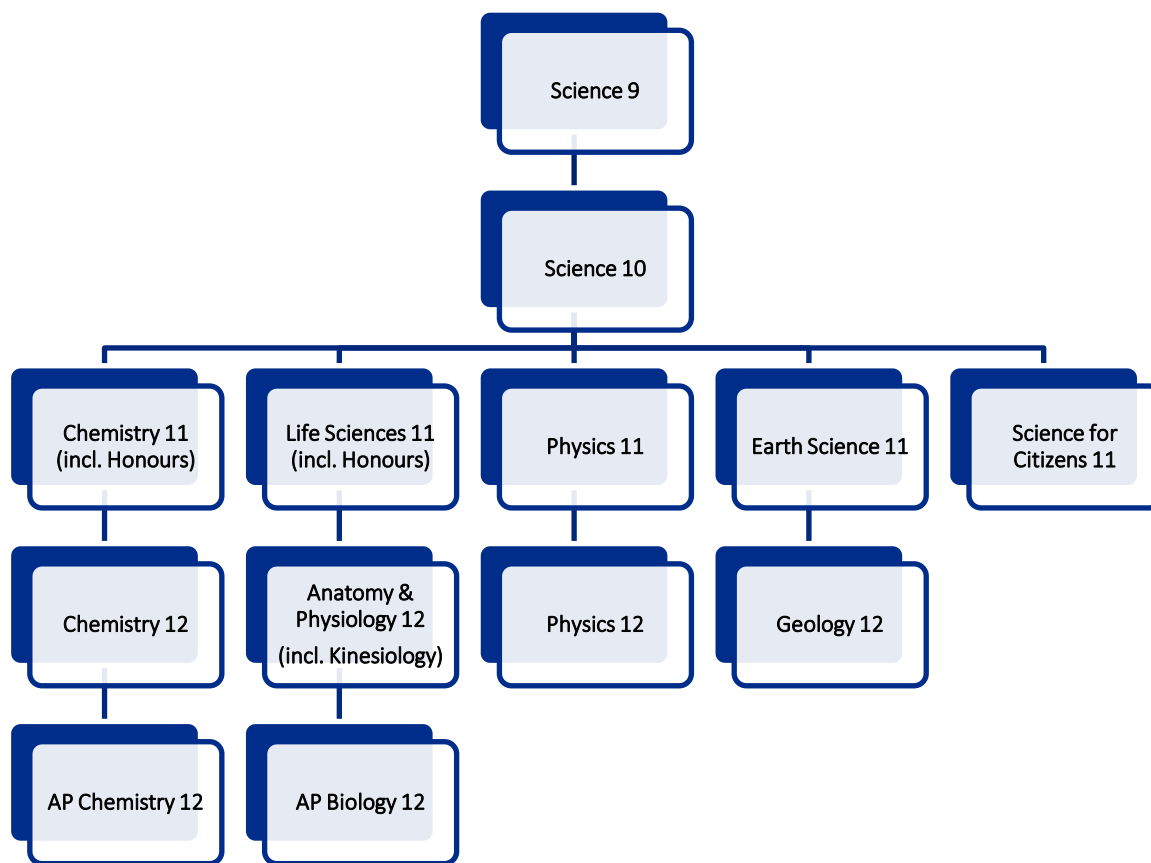 Science 9
Science 10
Chemistry 11
(incl. Honours)
Life Sciences 11
(incl. Honours)
Physics 11
Earth Science 11
Science for
Citizens 11
Chemistry 12
Anatomy &
Physiology 12
(incl. Kinesiology)
Physics 12
Geology 12
AP Chemistry 12
AP Biology 12